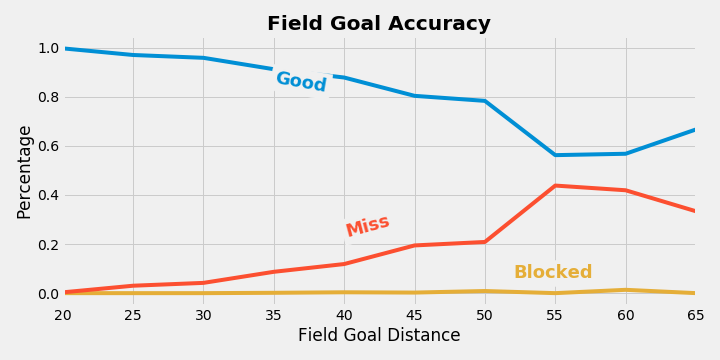 Field Goal Accuracy
Percentage
1.0
0.8
0.6
0.4
0.2
0.0
Good
Miss
Blocked
20 25 30 35 40 45 50 55 60 65
Field Goal Distance